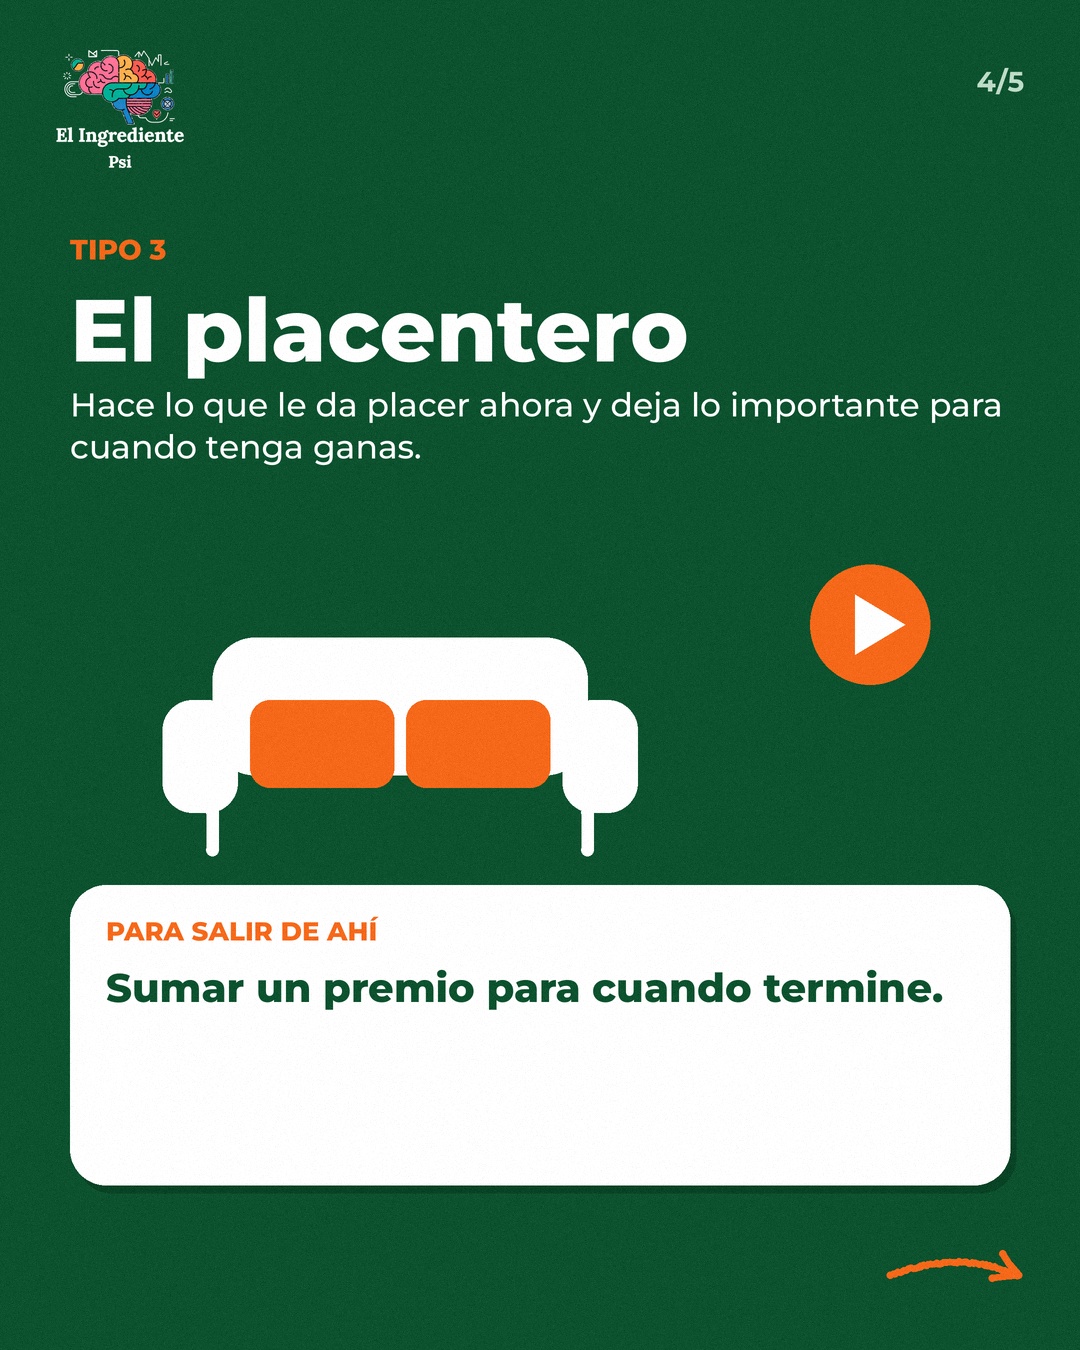 El Ingrediente
Psi
4/5
TIPO 3
El placentero
Hace lo que le da placer ahora y deja lo importante para
cuando tenga ganas.
PARA SALIR DE AHÍ
Sumar un premio para cuando termine.